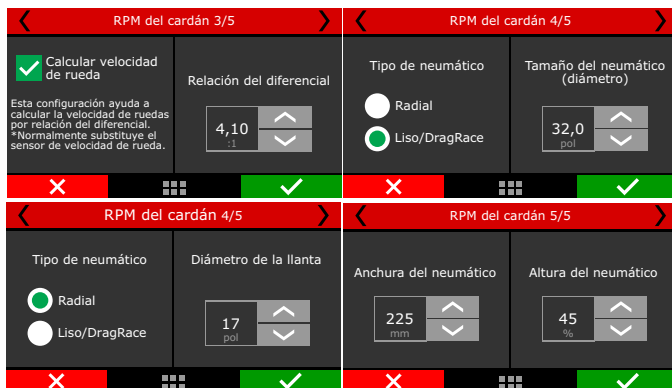 RPM del cardán 3/5
Calcular velocidad
de rueda
Esta configuración ayuda a
calcular la velocidad de ruedas
por relación del diferencial.
*Normalmente substituye el
sensor de velocidad de rueda.
Relación del diferencial
4,10
:1
RPM del cardán 4/5
Tipo de neumático
Radial
Liso/DragRace
Tamaño del neumático
(diámetro)
32,0
pol
RPM del cardán 4/5
Tipo de neumático
Radial
Liso/DragRace
Diámetro de la llanta
17
pol
RPM del cardán 5/5
Anchura del neumático
225
mm
Altura del neumático
45
%